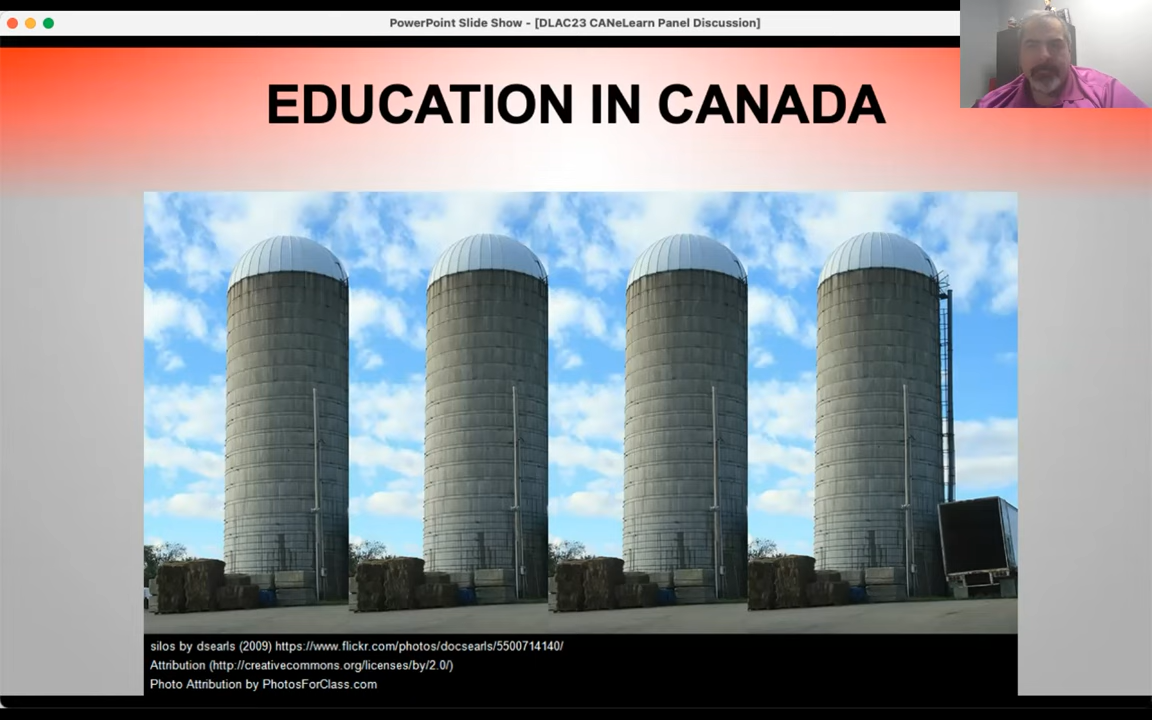 PowerPoint Slide Show - [DLAC23 CANeLearn Panel Discussion]
EDUCATION IN CANADA
silos by dsearls (2009) https://www.flickr.com/photos/docsearls/5500714140/
Attribution (http://creativecommons.org/licenses/by/2.0/)
Photo Attribution by PhotosForClass.com